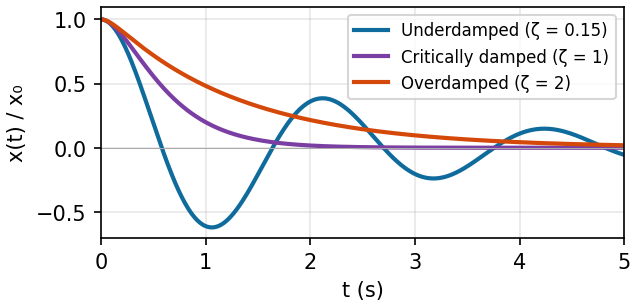 x(t) / x₀
1.0
0.5
0.0
−0.5
Underdamped (ζ = 0.15)
Critically damped (ζ = 1)
Overdamped (ζ = 2)
0 1 2 3 4 5
t (s)